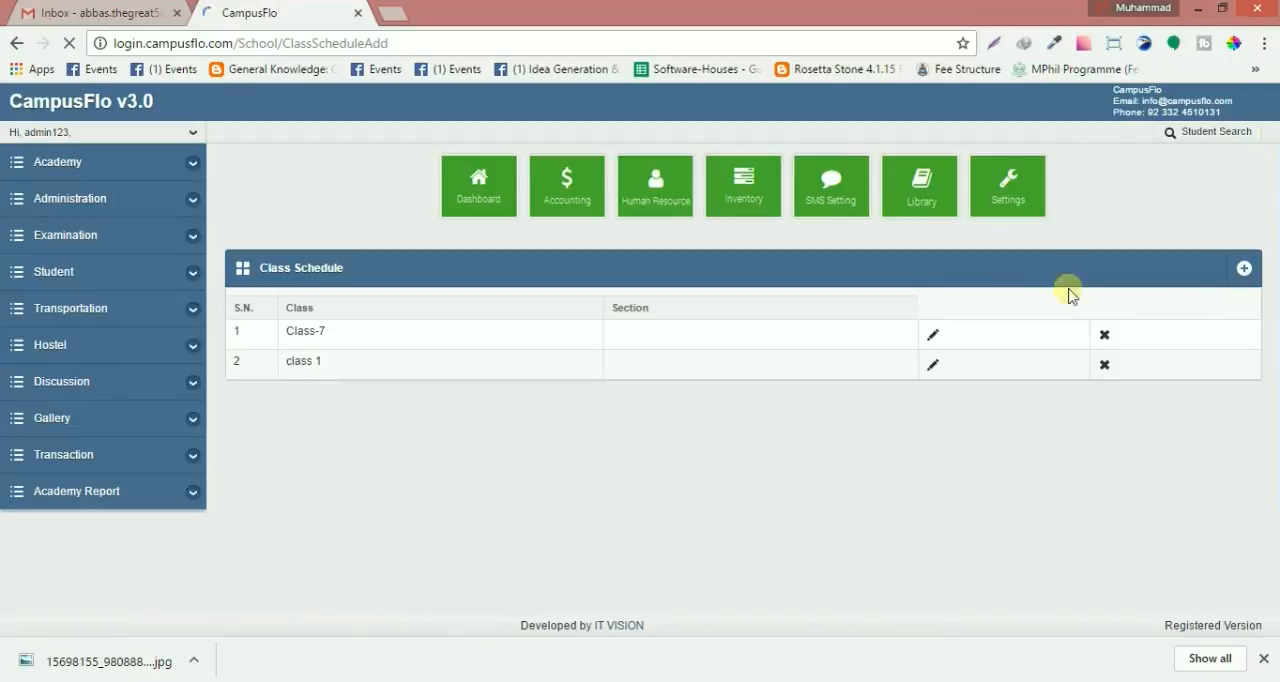 Inbox - abbas.thegreat5
CampusFlo
Muhammad
login.campusflo.com/School/ClassScheduleAdd
Apps
Events
(1) Events
General Knowledge:
Events
(1) Events
(1) Idea Generation &
Software-Houses - Go
Rosetta Stone 4.1.15
Fee Structure
MPhil Programme (Fe
»
CampusFlo v3.0
CampusFlo
Email: info@campusflo.com
Phone: 92 332 4510131
Hi, admin123,
Student Search
Academy
Administration
Examination
Student
Transportation
Hostel
Discussion
Gallery
Transaction
Academy Report
Dashboard
Accounting
Human Resource
Inventory
SMS Setting
Library
Settings
Class Schedule
S.N. Class Section
1 Class-7
2 class 1
Developed by IT VISION
Registered Version
15698155_980888....jpg
Show all